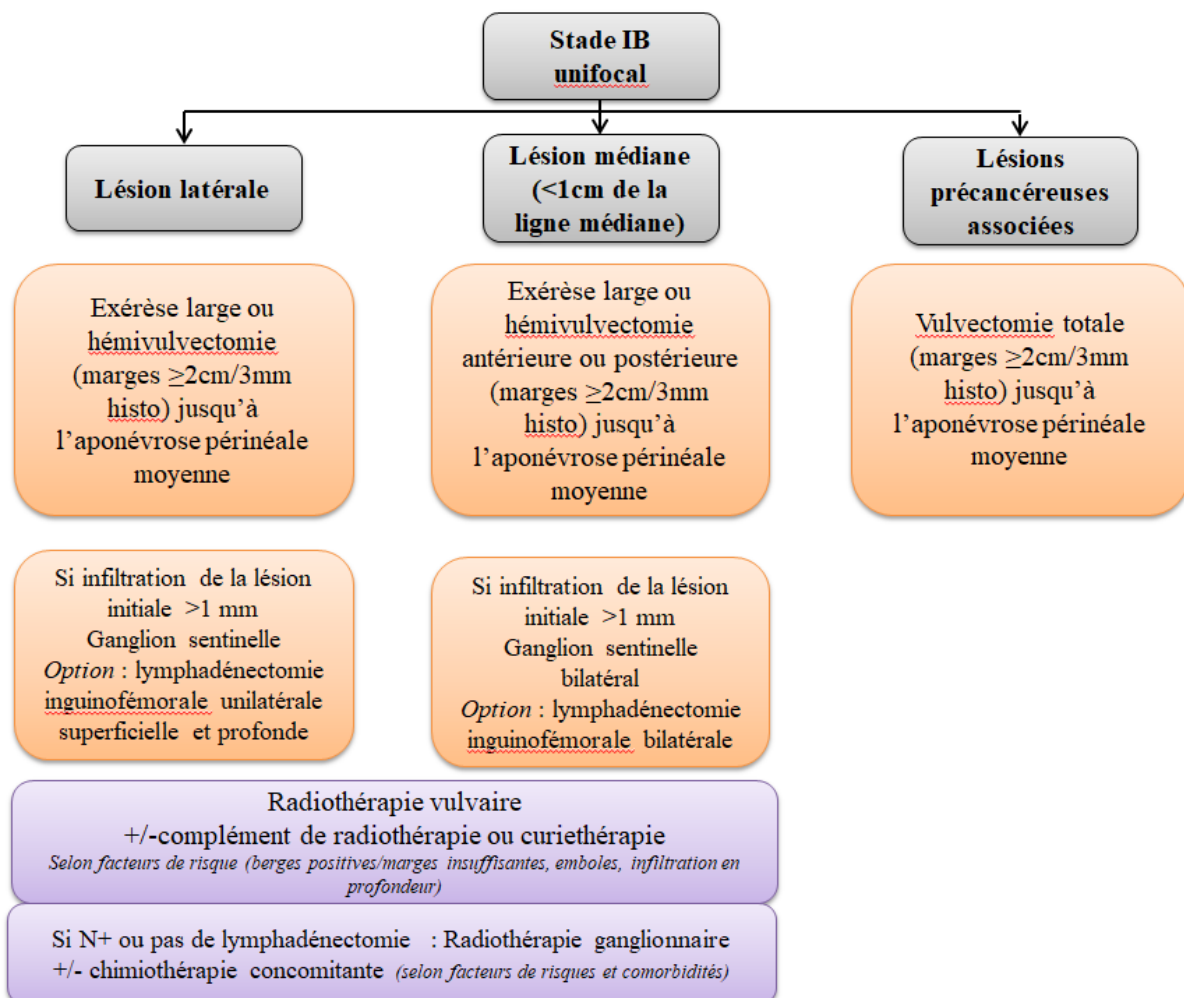 Stade IB
unifocal
Lésion latérale
Lésion médiane
(<1cm de la
ligne médiane)
Lésions
précancéreuses
associées
Exérèse large ou
hémivulvectomie
(marges ≥2cm/3mm
histo) jusqu'à
l'aponévrose périnéale
moyenne
Exérèse large ou
hémivulvectomie
antérieure ou postérieure
(marges ≥2cm/3mm
histo) jusqu'à
l'aponévrose périnéale
moyenne
Vulvectomie totale
(marges ≥2cm/3mm
histo) jusqu'à
l'aponévrose périnéale
moyenne
Si infiltration de la lésion
initiale >1 mm
Ganglion sentinelle
Option : lymphadénectomie
inguinofémorale unilatérale
superficielle et profonde
Si infiltration de la lésion
initiale >1 mm
Ganglion sentinelle
bilatéral
Option : lymphadénectomie
inguinofémorale bilatérale
Radiothérapie vulvaire
+/-complément de radiothérapie ou curiethérapie
Selon facteurs de risque (berges positives/marges insuffisantes, emboles, infiltration en
profondeur)
Si N+ ou pas de lymphadénectomie : Radiothérapie ganglionnaire
+/- chimiothérapie concomitante (selon facteurs de risques et comorbidités)